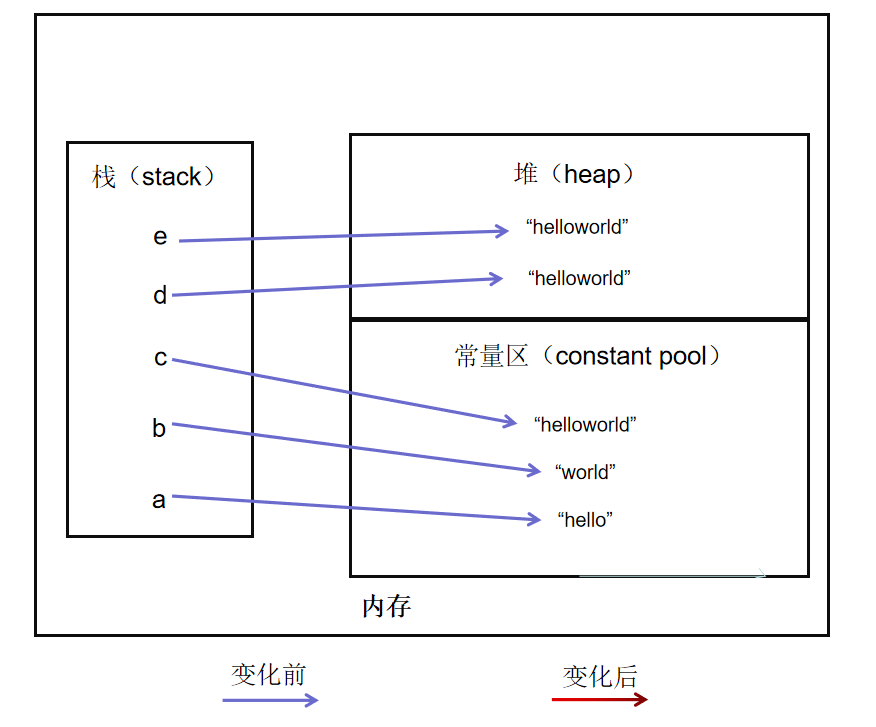 栈（stack）
e
d
c
b
a
堆（heap）
“helloworld”
“helloworld”
常量区（constant pool）
“helloworld”
“world”
“hello”
内存
变化前
变化后